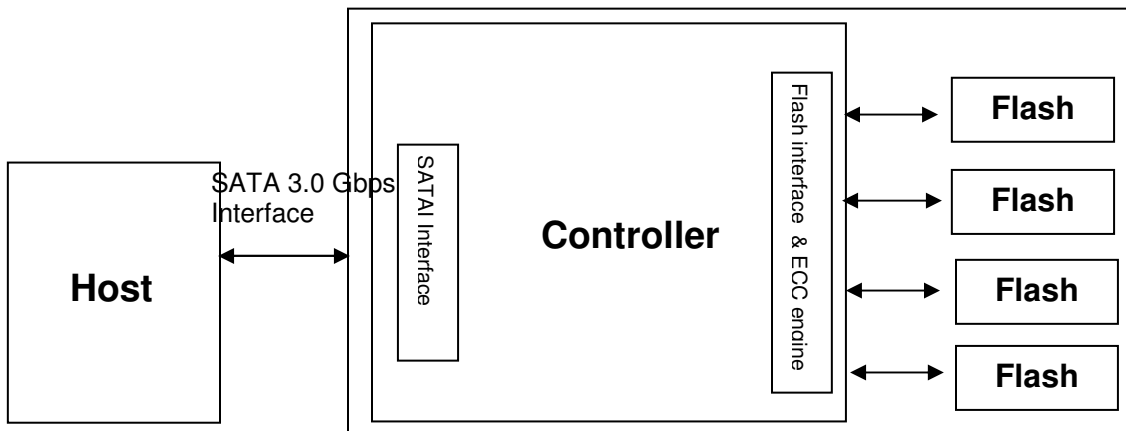 Host
SATA 3.0 Gbps
Interface
SATAI Interface
Controller
Flash interface & ECC engine
Flash
Flash
Flash
Flash